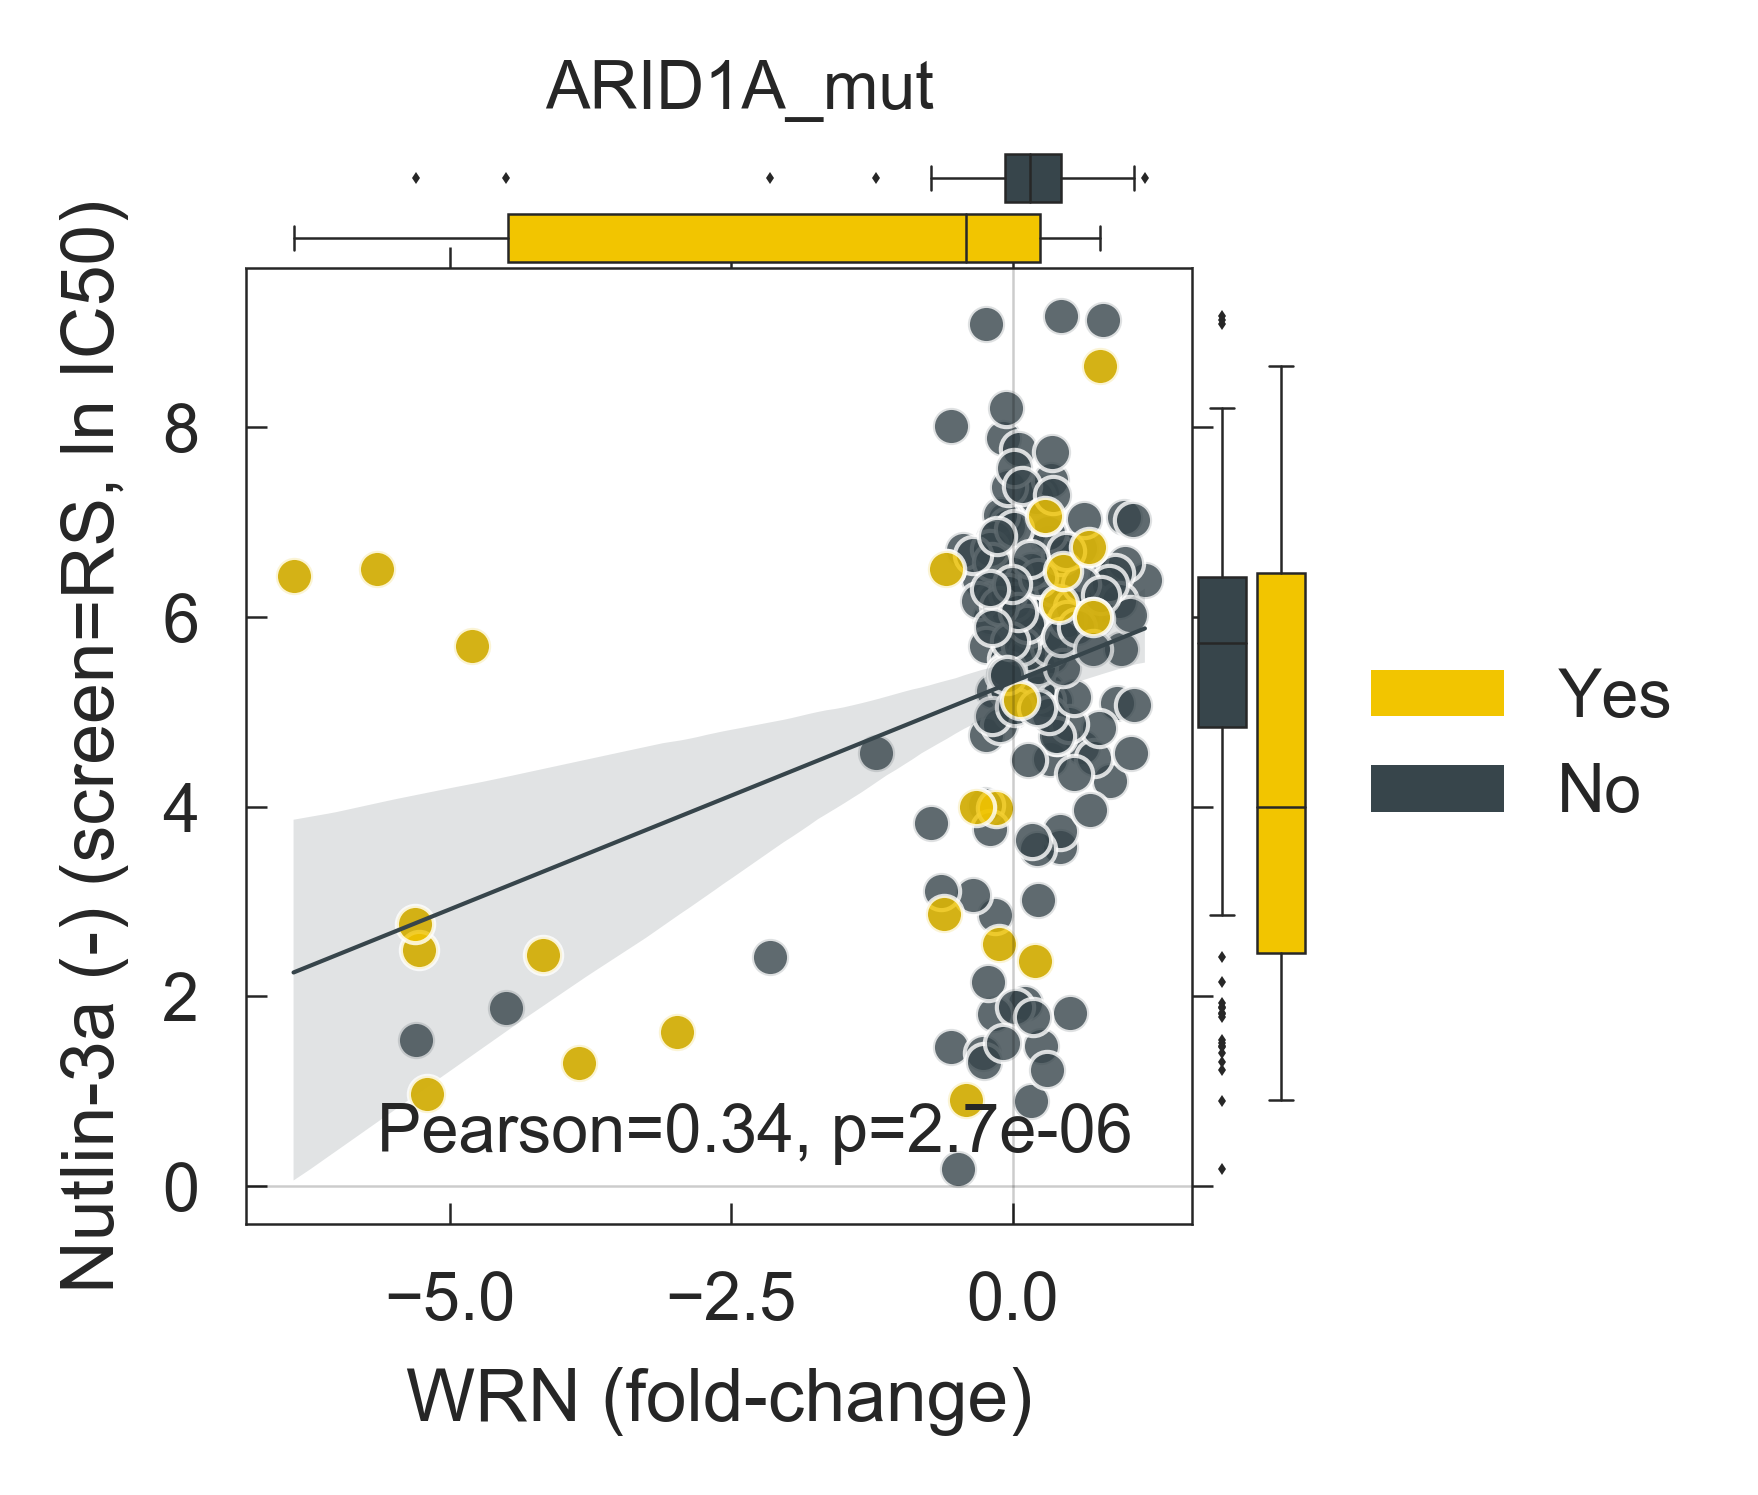 ARID1A_mut
Nutlin-3a (-) (screen=RS, ln IC50)
8
6
4
2
0
Yes
No
Pearson=0.34, p=2.7e-06
−5.0 −2.5 0.0
WRN (fold-change)